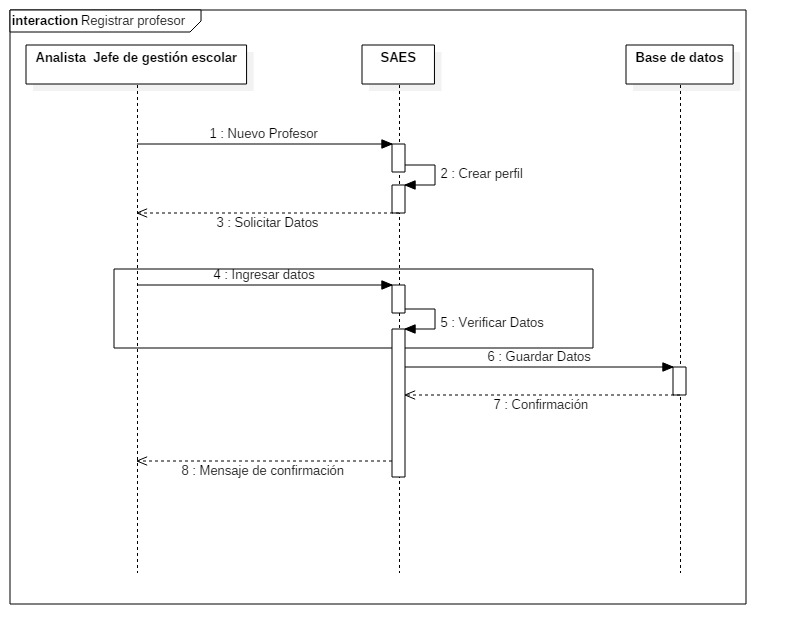 interaction Registrar profesor
Analista  Jefe de gestión escolar
SAES
Base de datos
1 : Nuevo Profesor
2 : Crear perfil
3 : Solicitar Datos
4 : Ingresar datos
5 : Verificar Datos
6 : Guardar Datos
7 : Confirmación
8 : Mensaje de confirmación